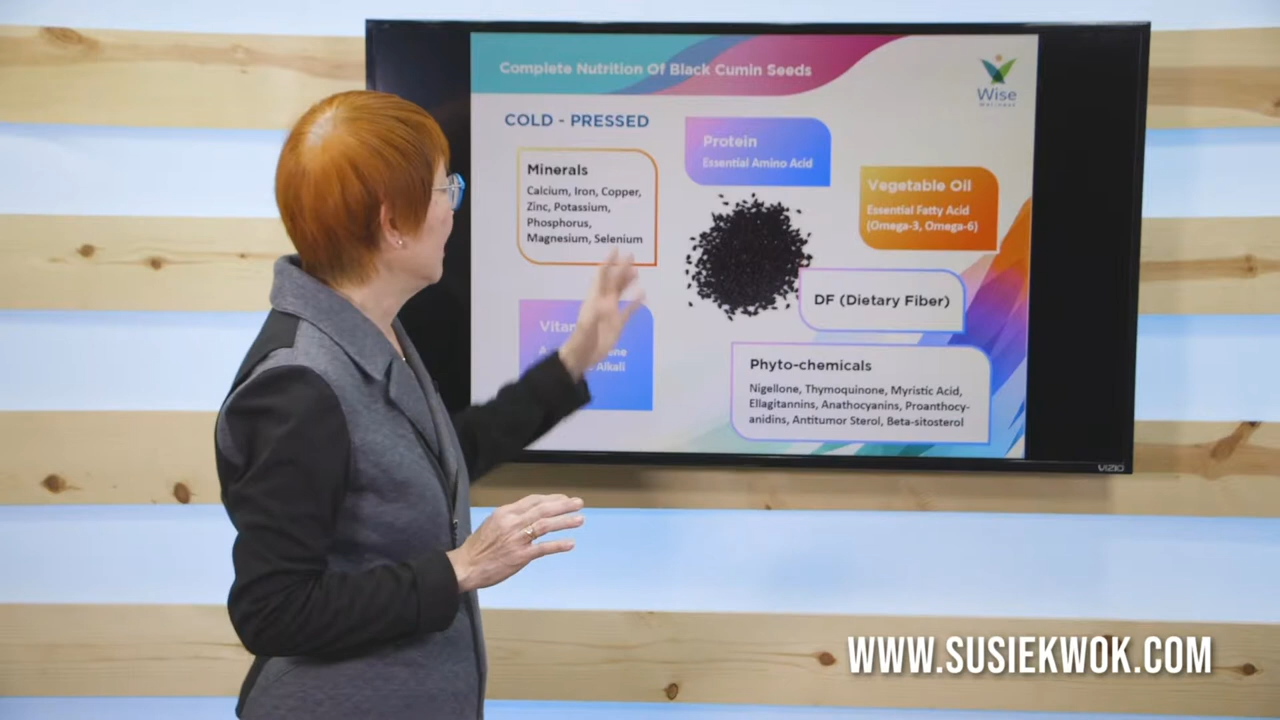 Complete Nutrition Of Black Cumin Seeds
Wise
COLD - PRESSED
Protein
Essential Amino Acid
Minerals
Calcium, Iron, Copper,
Zinc, Potassium,
Phosphorus,
Magnesium, Selenium
Vegetable Oil
Essential Fatty Acid
(Omega-3, Omega-6)
DF (Dietary Fiber)
Alkali
Phyto-chemicals
Nigellone, Thymoquinone, Myristic Acid,
Ellagitannins, Anathocyanins, Proanthocy-
anidins, Antitumor Sterol, Beta-sitosterol
VIZIO
WWW.SUSIEKWOK.COM